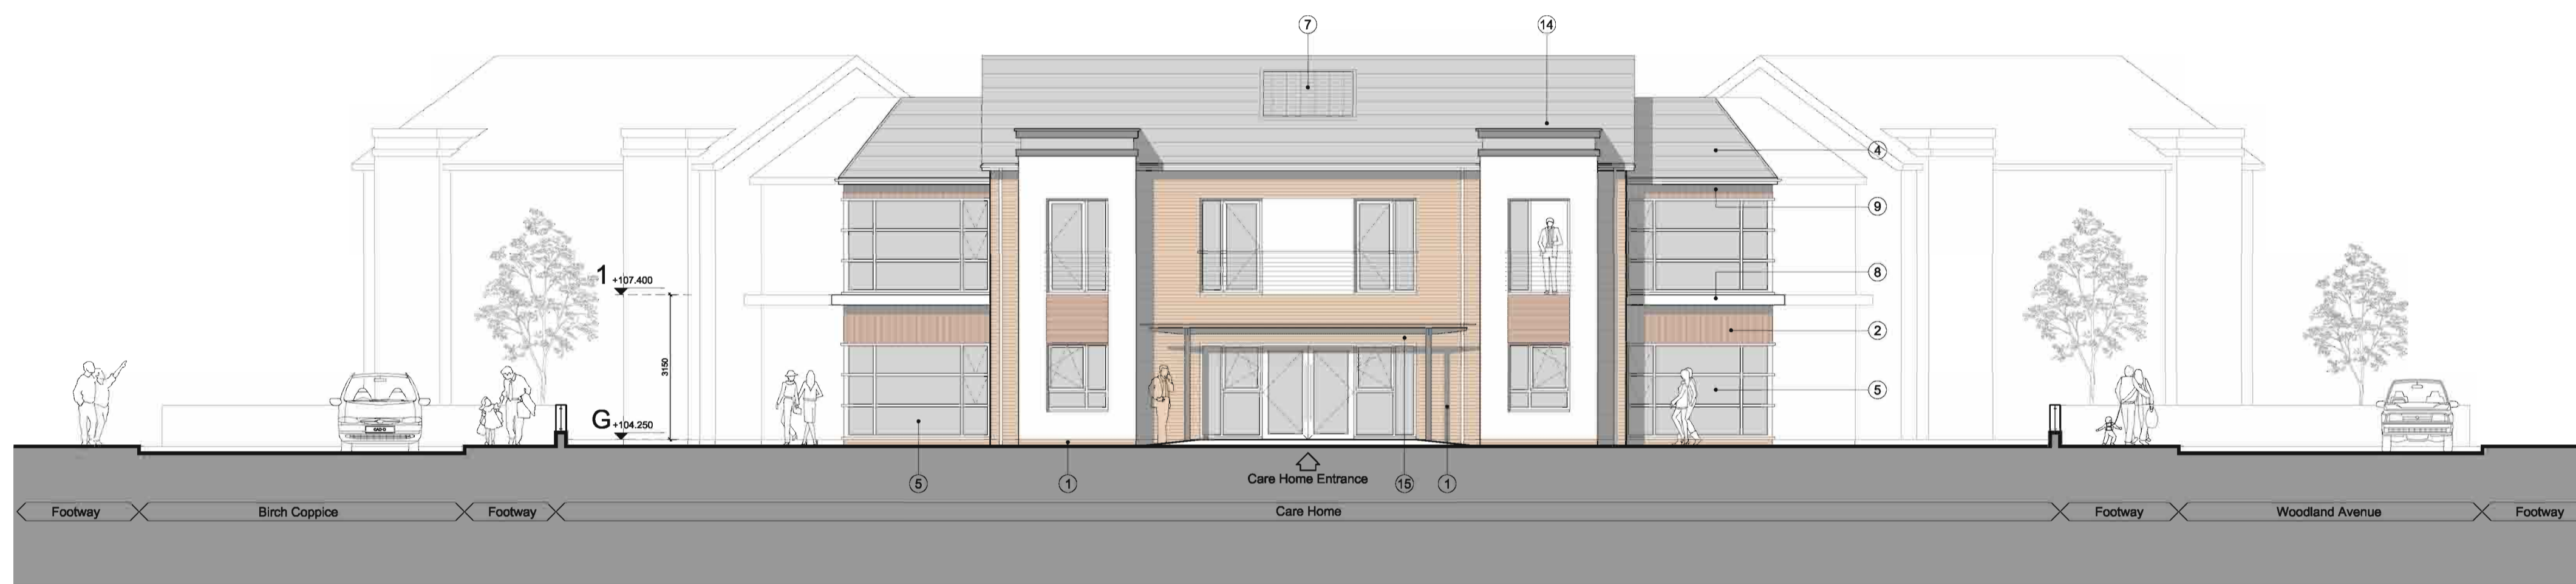 7
14
4
9
1 +107.400
8
2
3150
5
G +104.250
5
1
Care Home Entrance
15
1
Footway
Birch Coppice
Footway
Care Home
Footway
Woodland Avenue
Footway